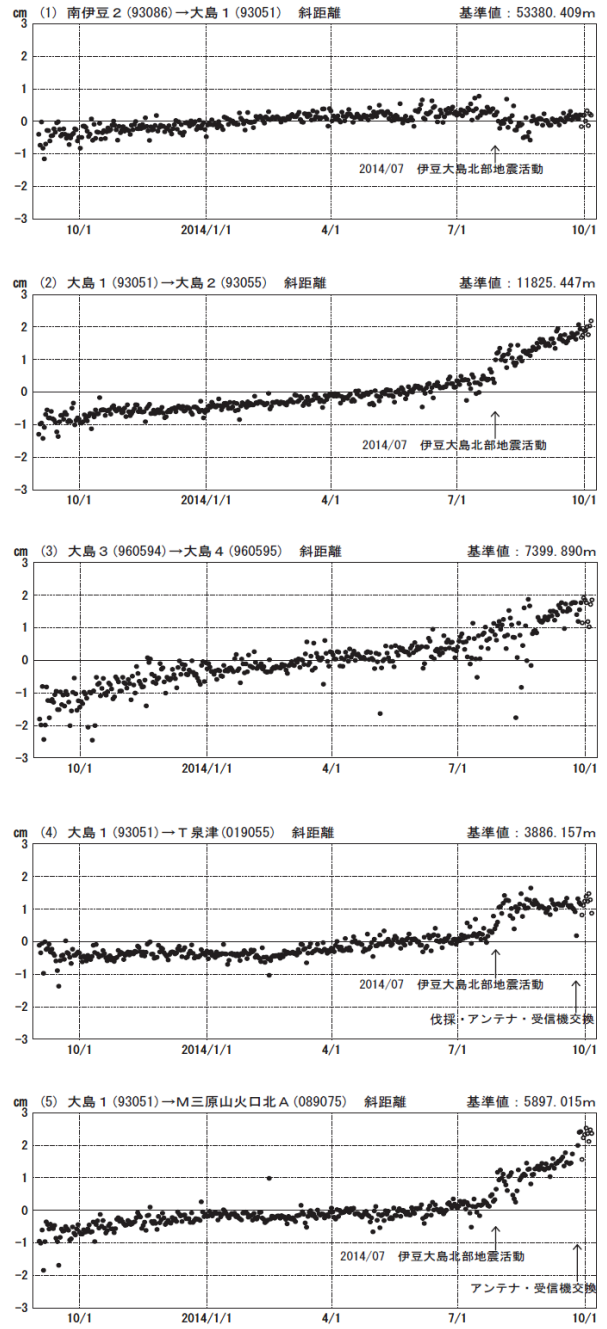 cm (1) 南伊豆2(93086)→大島1(93051) 斜距離 基準値:53380.409m
3
2
1
0
-1
-2
-3
2014/07 伊豆大島北部地震活動
10/1 2014/1/1 4/1 7/1 10/1
cm (2) 大島1(93051)→大島2(93055) 斜距離 基準値:11825.447m
3
2
1
0
-1
-2
-3
2014/07 伊豆大島北部地震活動
10/1 2014/1/1 4/1 7/1 10/1
cm (3) 大島3(960594)→大島4(960595) 斜距離 基準値:7399.890m
3
2
1
0
-1
-2
-3
10/1 2014/1/1 4/1 7/1 10/1
cm (4) 大島1(93051)→T泉津(019055) 斜距離 基準値:3886.157m
3
2
1
0
-1
-2
-3
2014/07 伊豆大島北部地震活動
伐採・アンテナ・受信機交換
10/1 2014/1/1 4/1 7/1 10/1
cm (5) 大島1(93051)→M三原山火口北A(089075) 斜距離 基準値:5897.015m
3
2
1
0
-1
-2
-3
2014/07 伊豆大島北部地震活動
アンテナ・受信機交換
10/1 2014/1/1 4/1 7/1 10/1